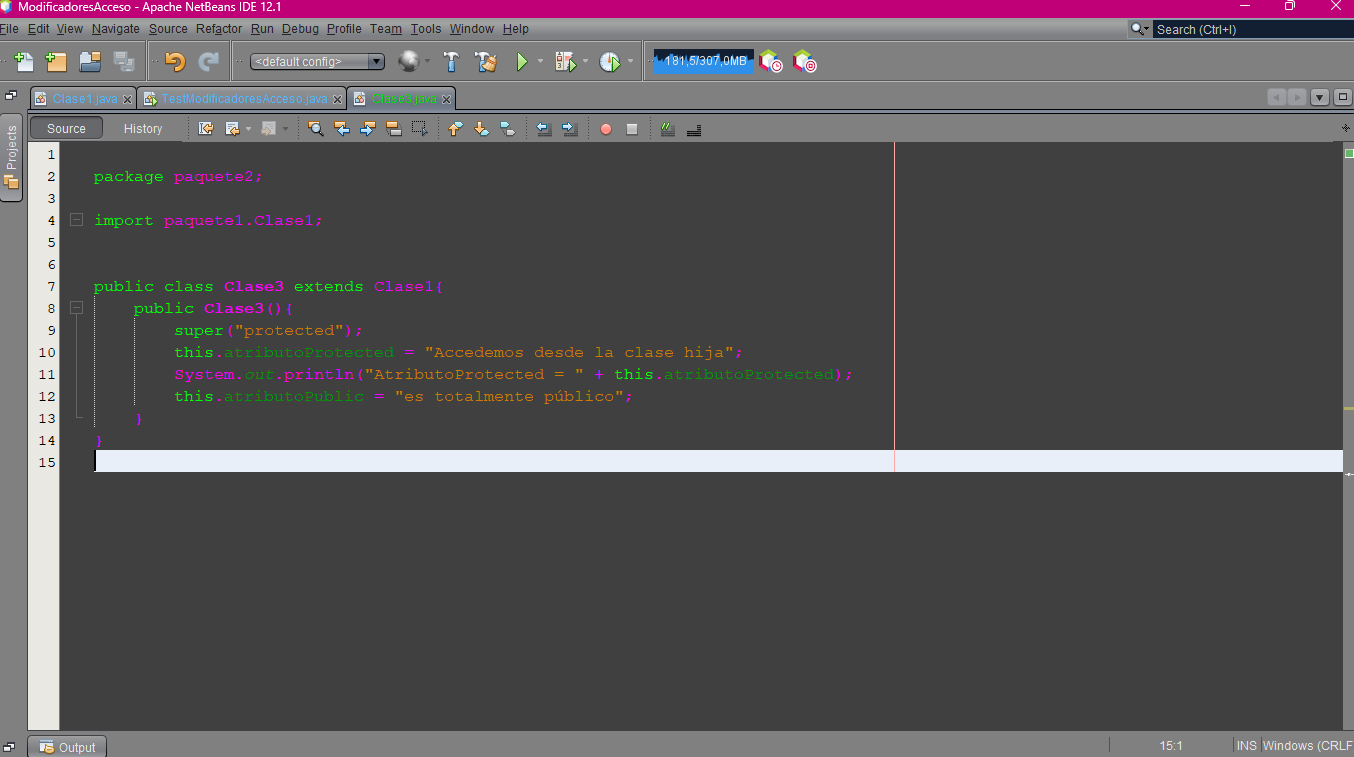 ModificadoresAcceso - Apache NetBeans IDE 12.1
File Edit View Navigate Source Refactor Run Debug Profile Team Tools Window Help
Search (Ctrl+I)
<default config>
181,5/307,0MB
Clase1.java TestModificadoresAcceso.java Clase3.java
Source History
Projects
1
2 package paquete2;
3
4 import paquete1.Clase1;
5
6
7 public class Clase3 extends Clase1{
8 public Clase3(){
9 super("protected");
10 this.atributoProtected = "Accedemos desde la clase hija";
11 System.out.println("AtributoProtected = " + this.atributoProtected);
12 this.atributoPublic = "es totalmente público";
13 }
14 }
15
Output
15:1 INS Windows (CRLF